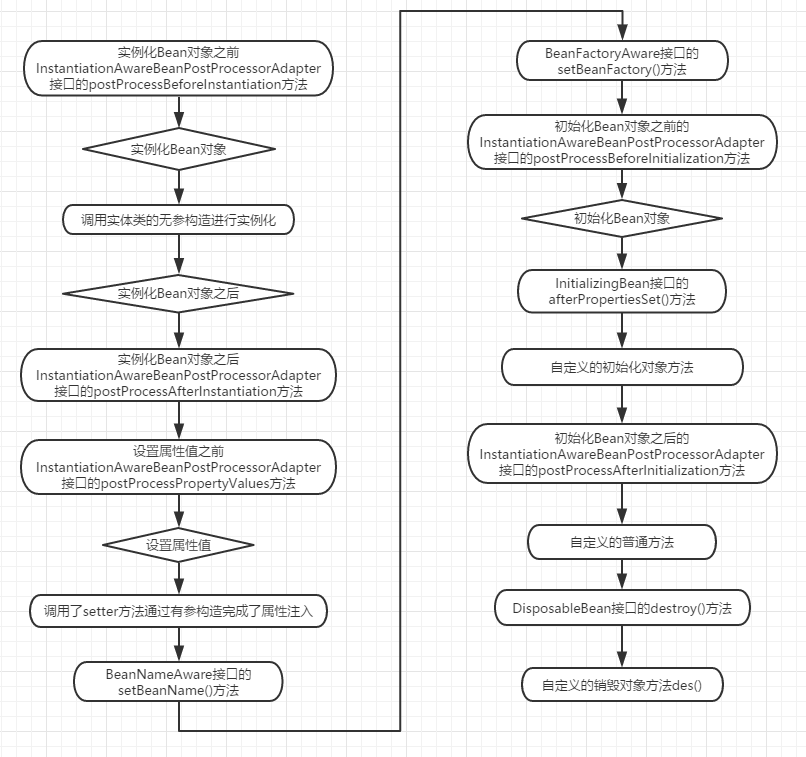 实例化Bean对象之前
InstantiationAwareBeanPostProcessorAdapter
接口的postProcessBeforeInstantiation方法
实例化Bean对象
调用实体类的无参构造进行实例化
实例化Bean对象之后
实例化Bean对象之后
InstantiationAwareBeanPostProcessorAdapter
接口的postProcessAfterInstantiation方法
设置属性值之前
InstantiationAwareBeanPostProcessorAdapter
接口的postProcessPropertyValues方法
设置属性值
调用了setter方法通过有参构造完成了属性注入
BeanNameAware接口的
setBeanName()方法
BeanFactoryAware接口的
setBeanFactory()方法
初始化Bean对象之前的
InstantiationAwareBeanPostProcessorAdapter
接口的postProcessBeforeInitialization方法
初始化Bean对象
InitializingBean接口的
afterPropertiesSet()方法
自定义的初始化对象方法
初始化Bean对象之后的
InstantiationAwareBeanPostProcessorAdapter
接口的postProcessAfterInitialization方法
自定义的普通方法
DisposableBean接口的destroy()方法
自定义的销毁对象方法des()